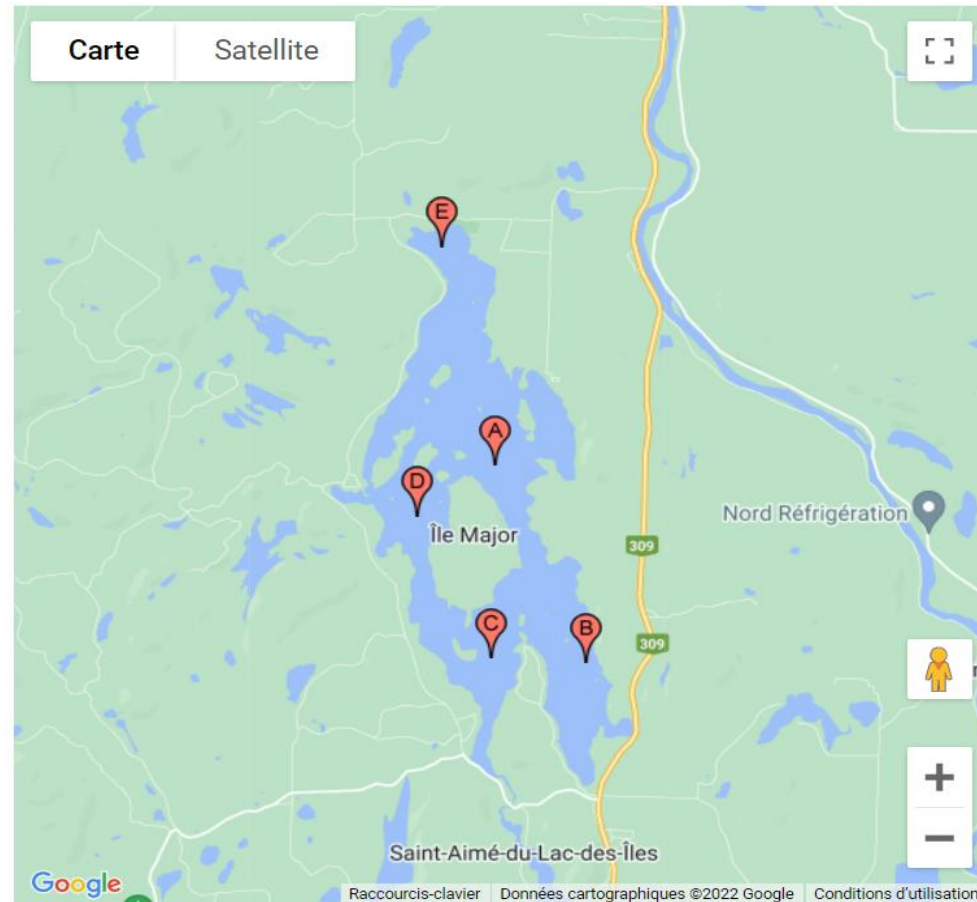 Carte Satellite
E
A
D
Nord Réfrigération
Île Major
309
C B
309
Saint-Aimé-du-Lac-des-Îles
Google
Raccourcis-clavier Données cartographiques ©2022 Google Conditions d'utilisation